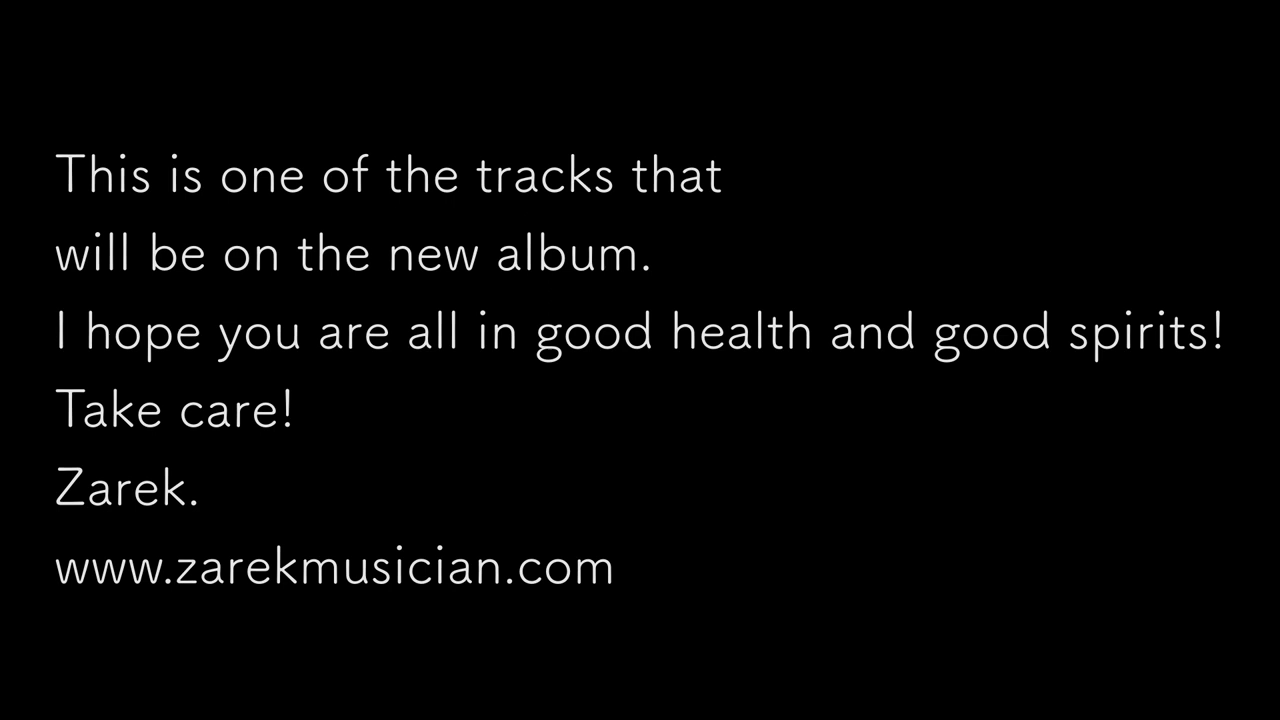 This is one of the tracks that
will be on the new album.
I hope you are all in good health and good spirits!
Take care!
Zarek.
www.zarekmusician.com